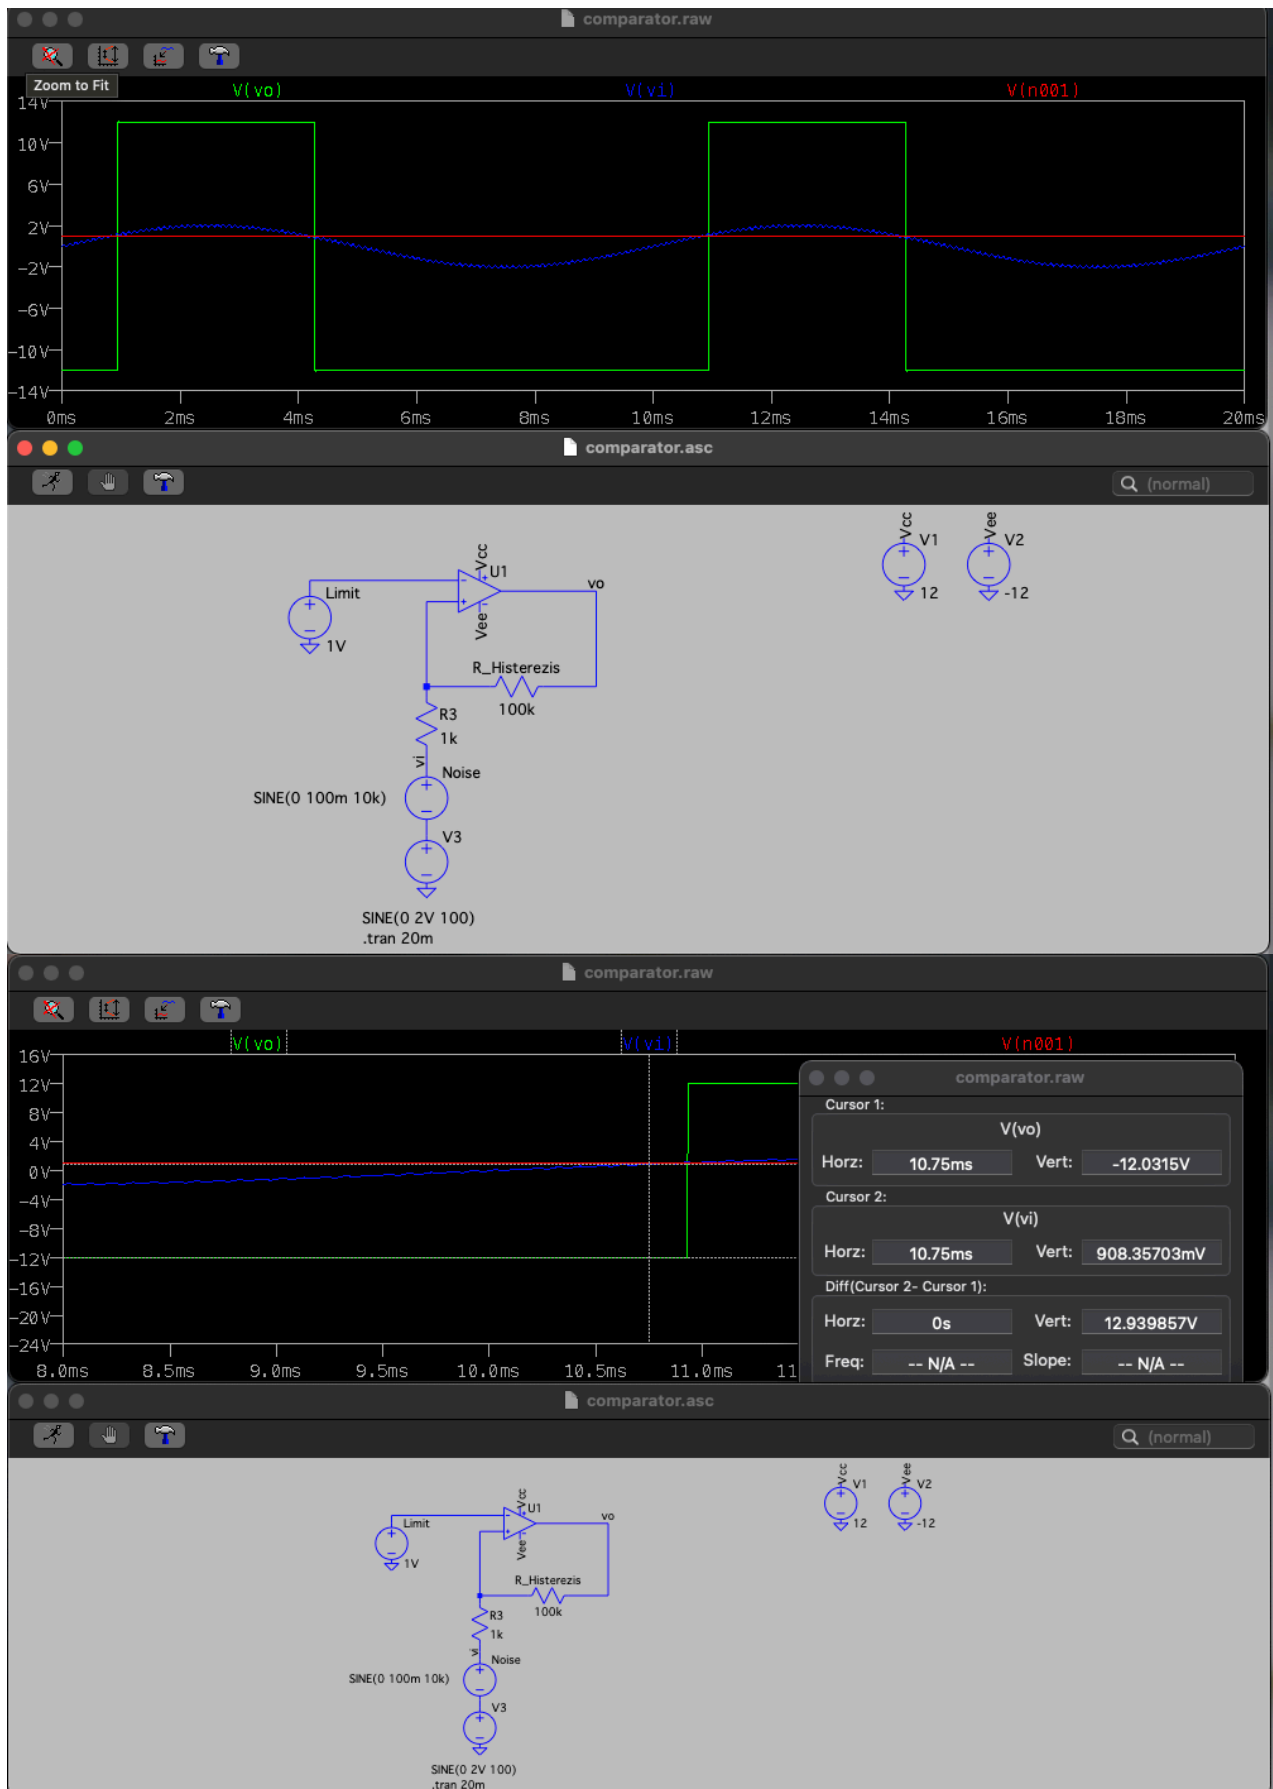 comparator.raw
Zoom to Fit
V(vo) V(vi) V(n001)
14V
10V
6V
2V
-2V
-6V
-10V
-14V
0ms 2ms 4ms 6ms 8ms 10ms 12ms 14ms 16ms 18ms 20ms
comparator.asc
(normal)
Vcc V1 12
Vee V2 -12
Limit
1V
Vcc
U1
Vee
vo
R_Histerezis
100k
R3
1k
vi
Noise
SINE(0 100m 10k)
V3
SINE(0 2V 100)
.tran 20m
comparator.raw
V(vo) V(vi) V(n001)
16V
12V
8V
4V
0V
-4V
-8V
-12V
-16V
-20V
-24V
8.0ms 8.5ms 9.0ms 9.5ms 10.0ms 10.5ms 11.0ms 11
comparator.raw
Cursor 1:
V(vo)
Horz: 10.75ms Vert: -12.0315V
Cursor 2:
V(vi)
Horz: 10.75ms Vert: 908.35703mV
Diff(Cursor 2- Cursor 1):
Horz: 0s Vert: 12.939857V
Freq: -- N/A -- Slope: -- N/A --
comparator.asc
(normal)
Vcc V1 12
Vee V2 -12
Limit
1V
Vcc
U1
Vee
vo
R_Histerezis
100k
R3
1k
vi
Noise
SINE(0 100m 10k)
V3
SINE(0 2V 100)
.tran 20m